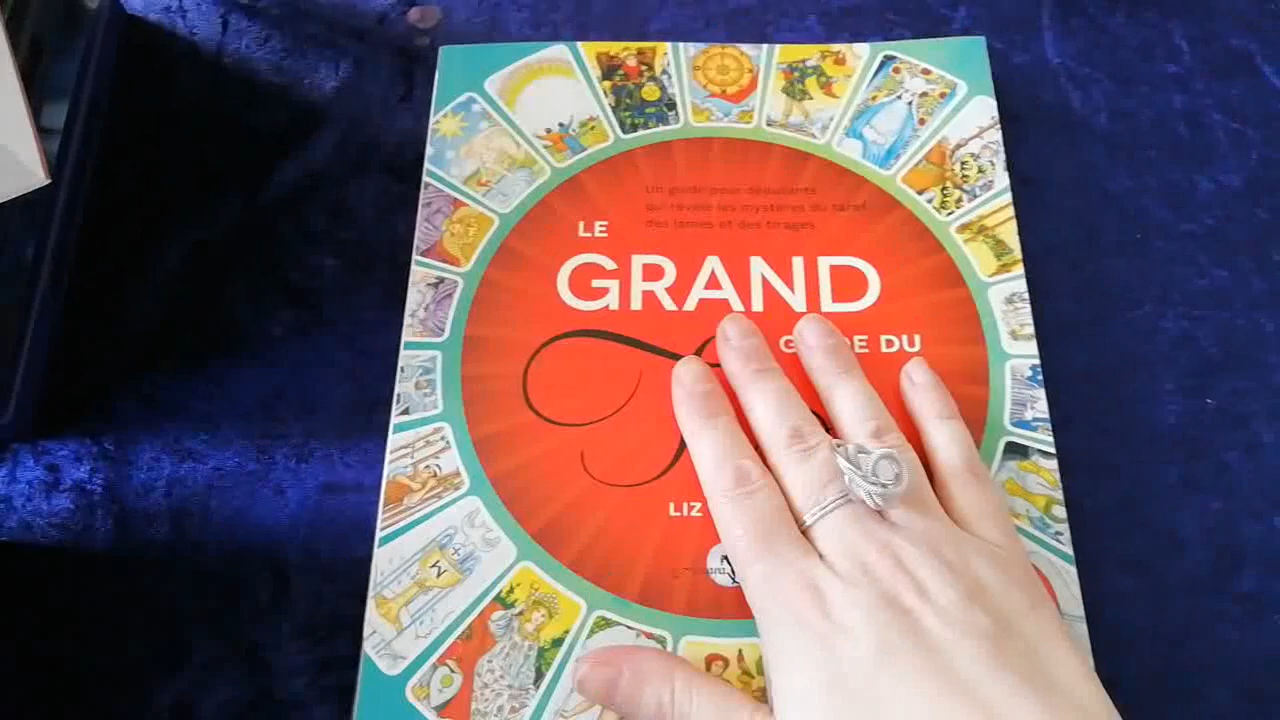 Un guide pour débutants
qui révèle les mystères du tarot
des lames et des tirages
LE
GRAND
DU
LIZ